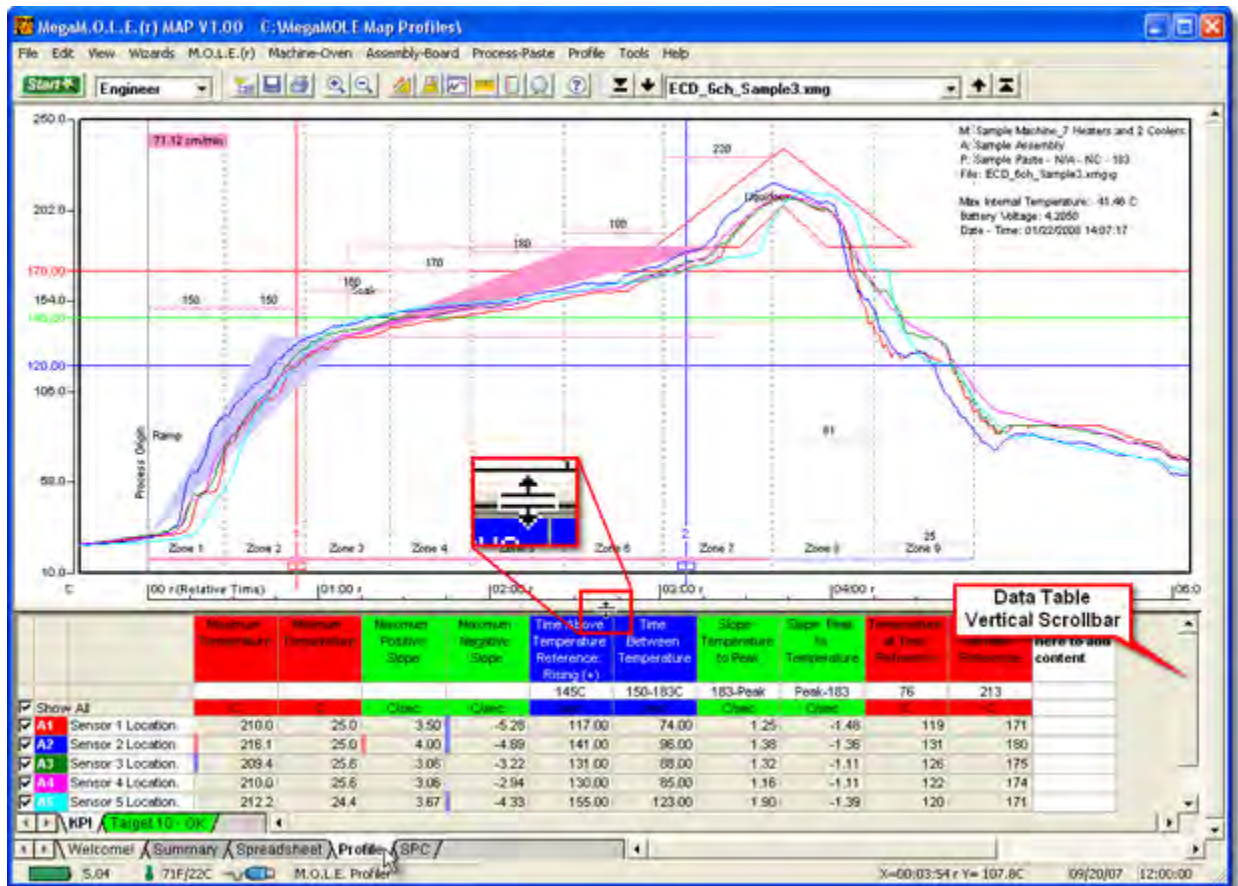 MegaM.O.L.E.(r) MAP V1.00 C:\MegaMOLE Map Profiles\
File Edit View Wizards M.O.L.E.(r) Machine-Oven Assembly-Board Process-Paste Profile Tools Help
Start Engineer ECD_6ch_Sample3.xmg
250.0
71.12 cm/min
M: Sample Machine_7 Heaters and 2 Coolers
A: Sample Assembly
P: Sample Paste - N/A - NC - 183
File: ECD_6ch_Sample3.xmg
Max Internal Temperature: 41.46 C
Battery Voltage: 4.2050
Date - Time: 01/22/2008 14:07:17
230
202.0
180
180
170
170.00
160
Soak
154.0
150 150
145.00
120.00
106.0
81
Ramp
Process Origin
58.0
25
1 2
Zone 1 Zone 2 Zone 3 Zone 4 Zone 6 Zone 7 Zone 8 Zone 9
10.0
C 00 r(Relative Time) 01:00 r 02:00 r 03:00 r 04:00 r 06:0
Data Table
Vertical Scrollbar
Maximum Temperature Minimum Temperature Maximum Positive Slope Maximum Negative Slope Time Above Temperature Reference: Rising (+) Time Between Temperature Slope Temperature to Peak Slope Peak to Temperature Temperature at Time Reference here to add content
145C 150-183C 183-Peak Peak-183 76 213
Show All C C C/sec C/sec C/sec C/sec C C
A1 Sensor 1 Location. 210.0 25.0 3.50 -5.28 117.00 74.00 1.25 -1.48 119 171
A2 Sensor 2 Location. 216.1 25.0 4.00 -4.89 141.00 96.00 1.38 -1.36 131 180
A3 Sensor 3 Location. 209.4 25.6 3.06 -3.22 131.00 88.00 1.32 -1.11 126 175
A4 Sensor 4 Location. 210.0 25.6 3.06 -2.94 130.00 85.00 1.16 -1.11 122 174
A5 Sensor 5 Location. 212.2 24.4 3.67 -4.33 155.00 123.00 1.90 -1.39 120 171
KPI Target 10 - OK
Welcome! Summary Spreadsheet Profile SPC
5.04 71F/22C M.O.L.E. Profiler X=00:03:54 r Y= 107.8C 09/20/07 12:00:00